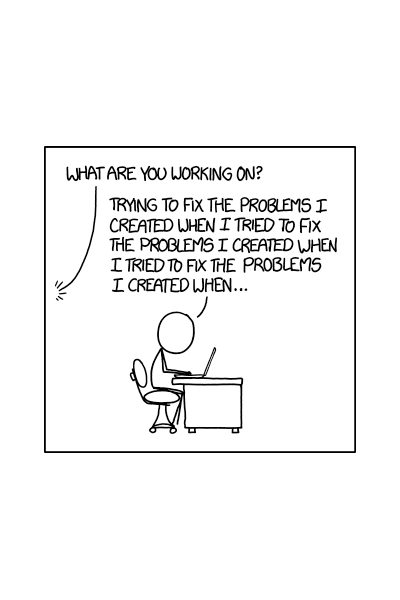 WHAT ARE YOU WORKING ON?
TRYING TO FIX THE PROBLEMS I
CREATED WHEN I TRIED TO FIX
THE PROBLEMS I CREATED WHEN
I TRIED TO FIX THE PROBLEMS
I CREATED WHEN...